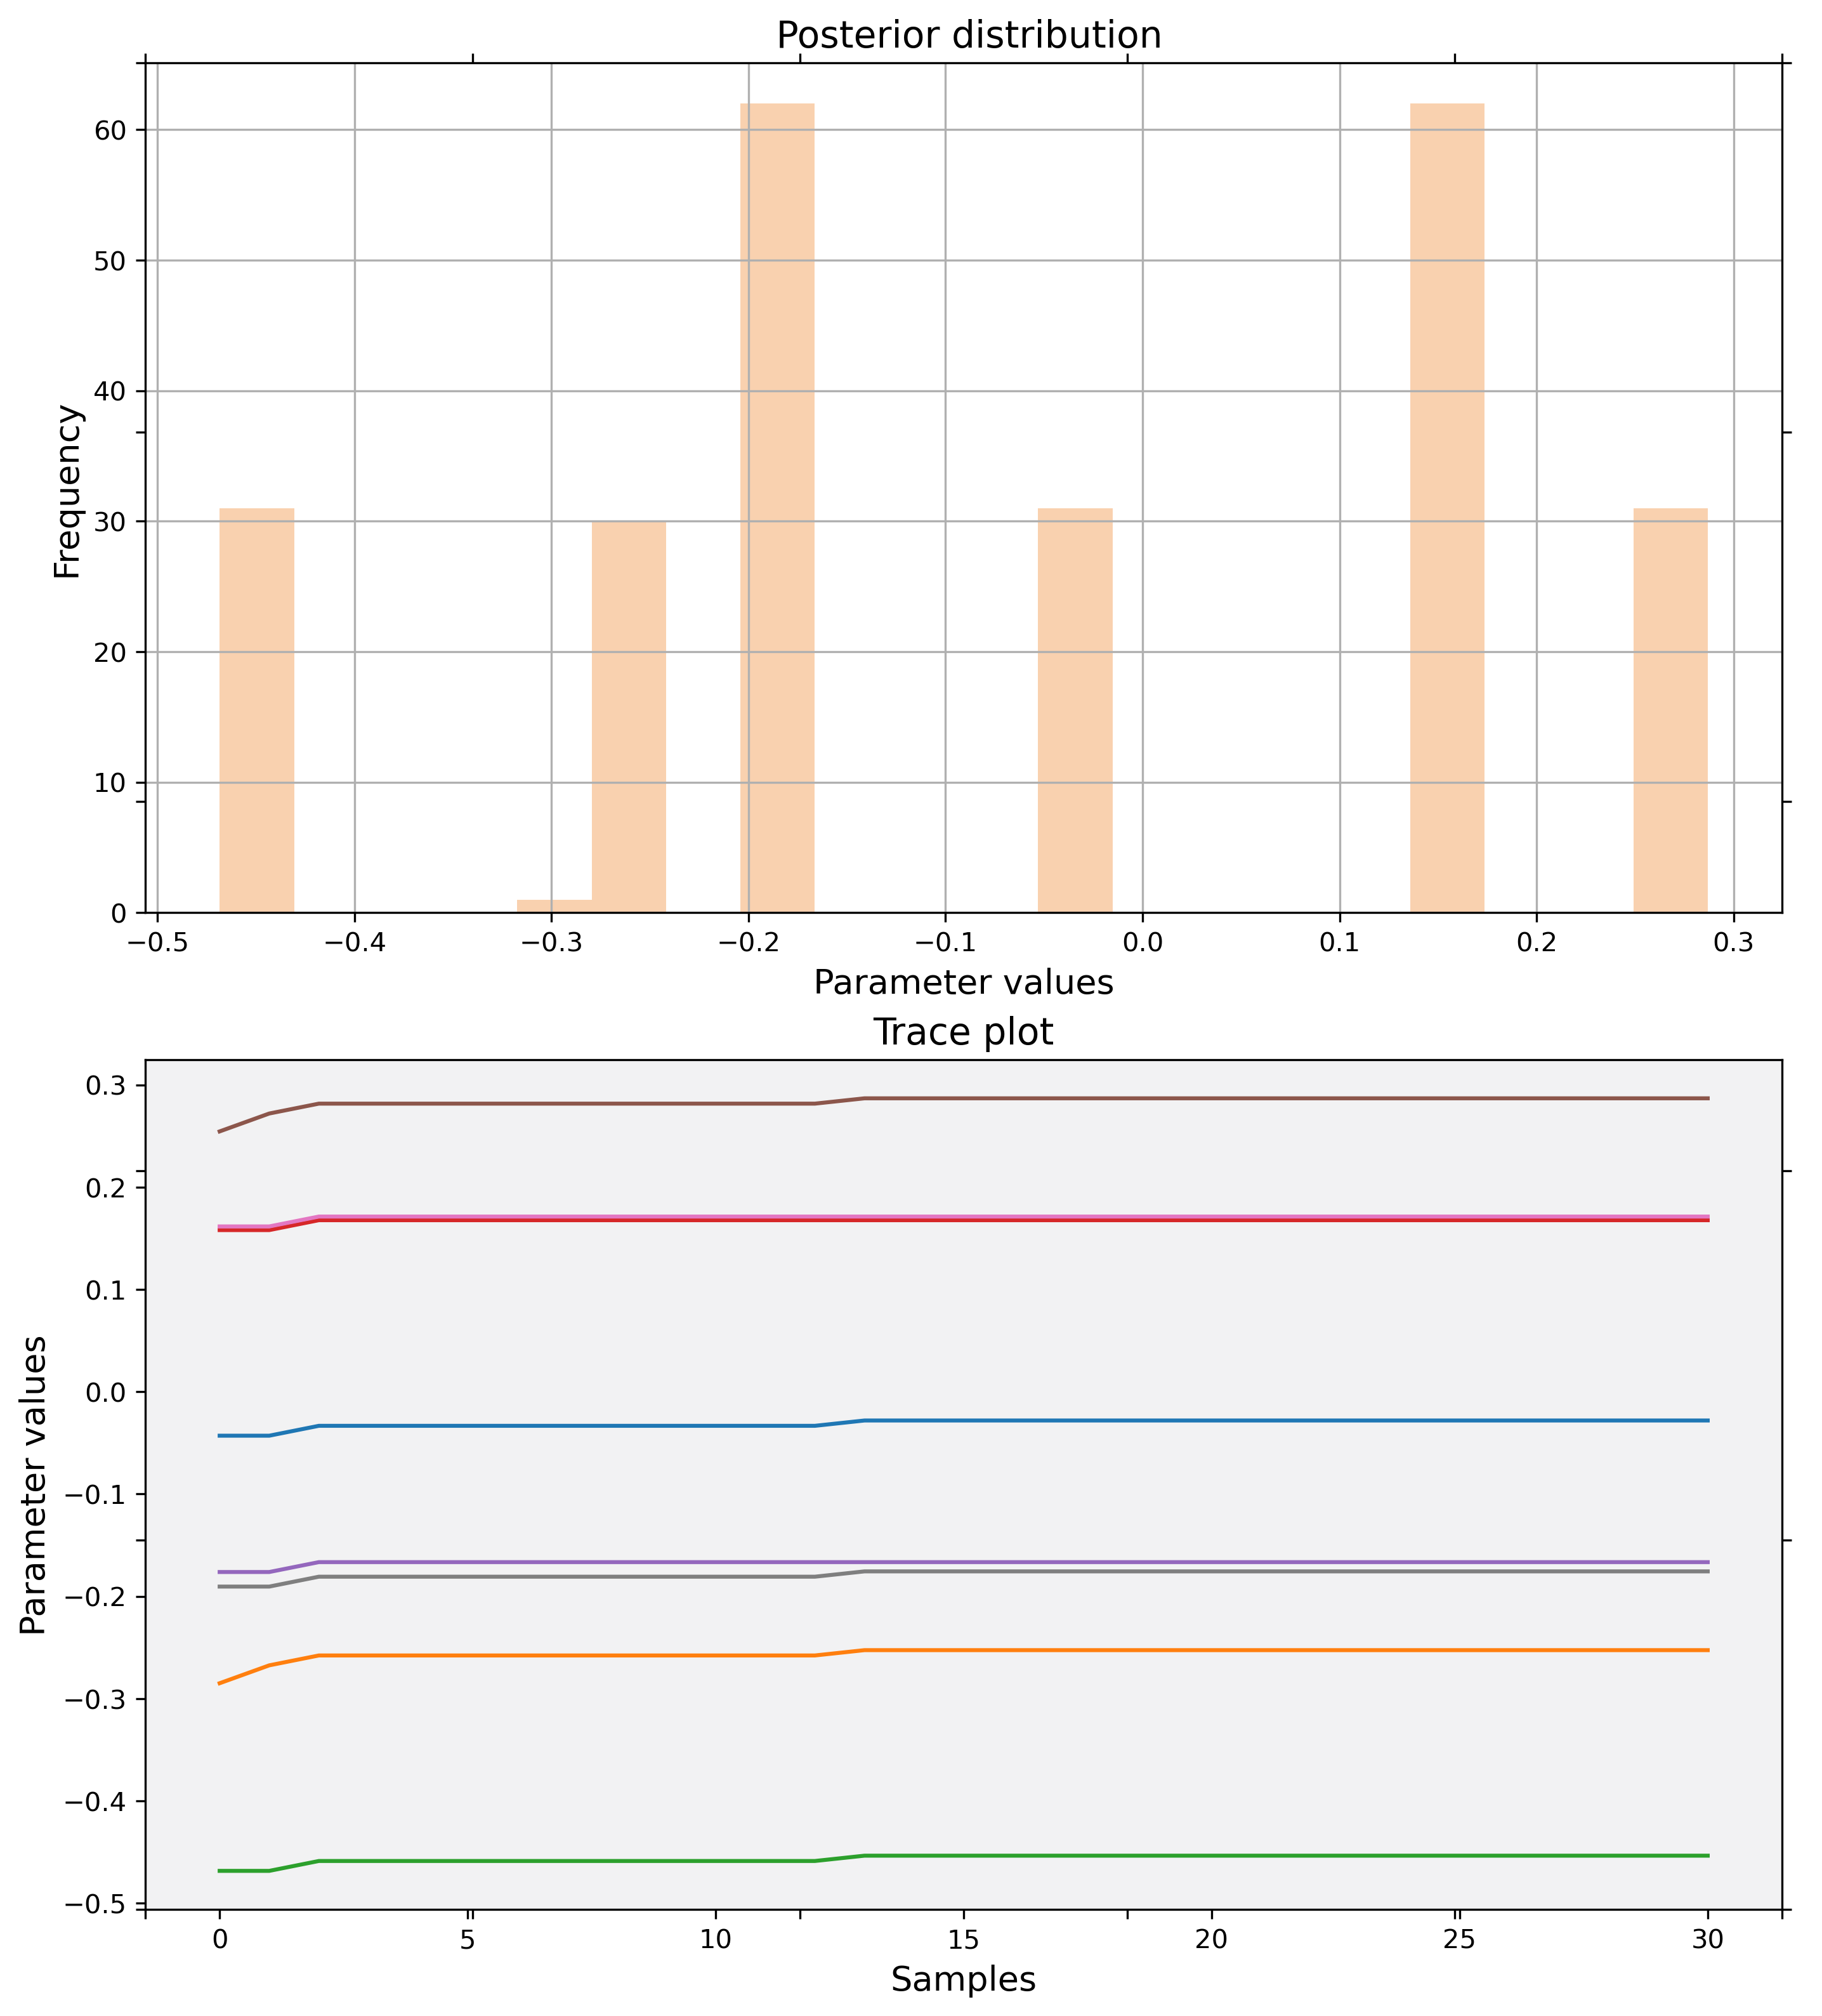 Posterior distribution
60
50
40
30
20
10
0
Frequency
−0.5 −0.4 −0.3 −0.2 −0.1 0.0 0.1 0.2 0.3
Parameter values
Trace plot
0.3
0.2
0.1
0.0
−0.1
−0.2
−0.3
−0.4
−0.5
Parameter values
0 5 10 15 20 25 30
Samples